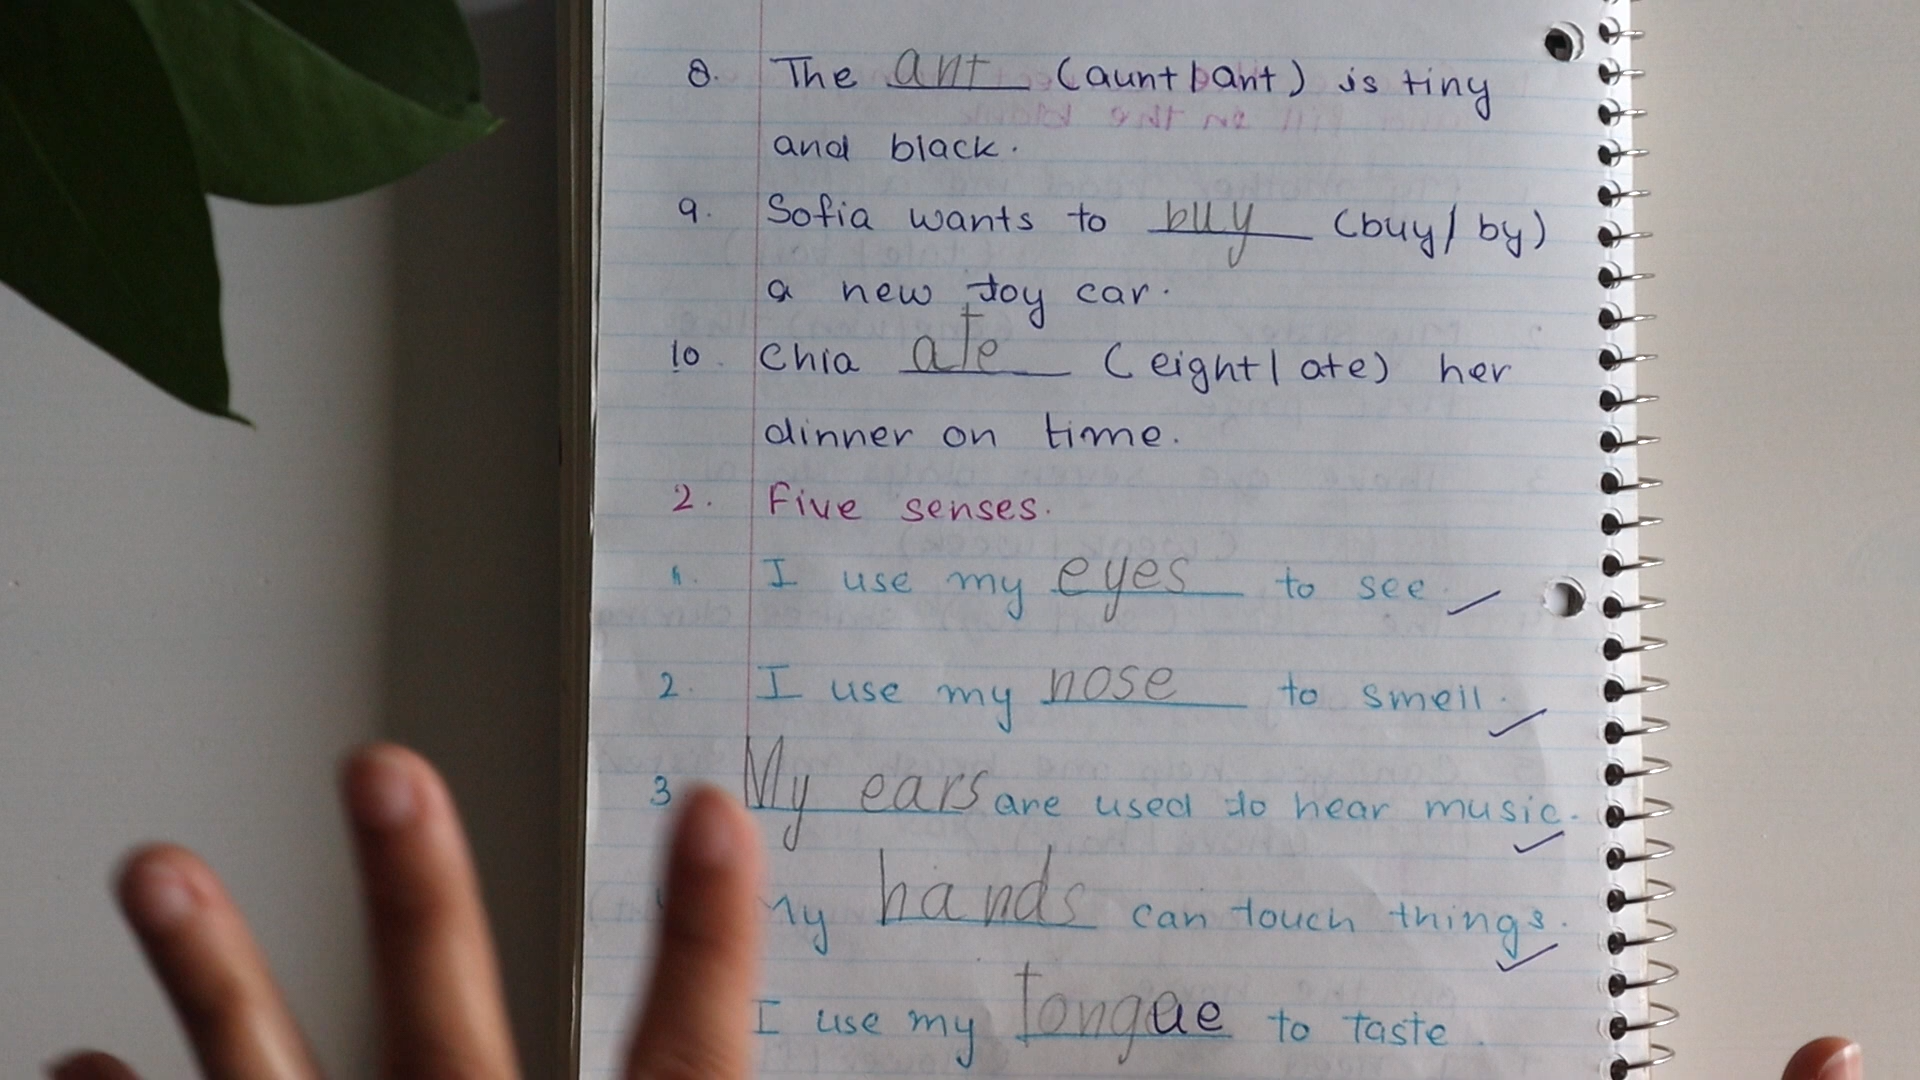 8. The ant (aunt/ant) is tiny
and black.
9. Sofia wants to buy (buy/by)
a new toy car.
10. Chia ate (eight/ate) her
dinner on time.
2. Five senses.
1. I use my eyes to see.
2. I use my nose to smell.
3 My ears are used to hear music.
My hands can touch things.
I use my tongue to taste.